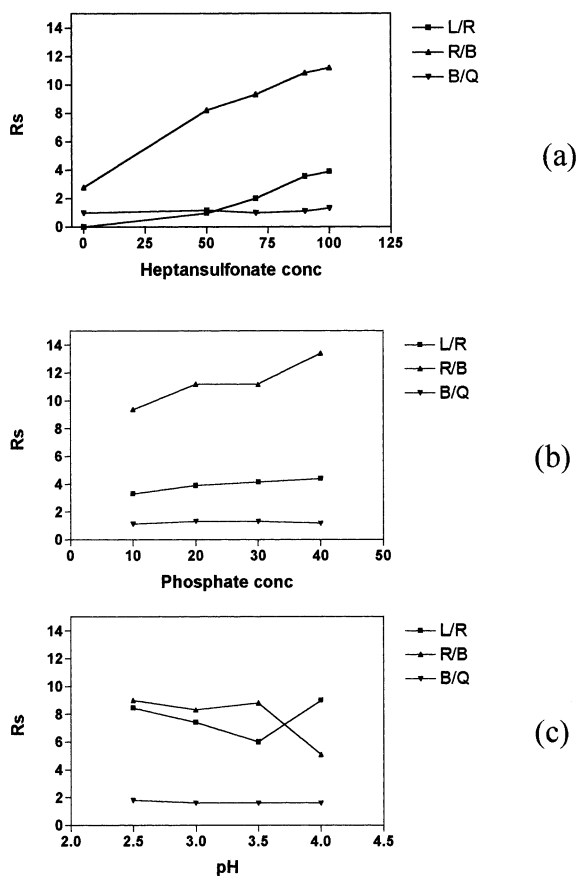 14
12
10
8
6
4
2
0
Rs
0 25 50 75 100 125
Heptansulfonate conc
L/R
R/B
B/Q
(a)
14
12
10
8
6
4
2
0
Rs
0 10 20 30 40 50
Phosphate conc
L/R
R/B
B/Q
(b)
14
12
10
8
6
4
2
0
Rs
2.0 2.5 3.0 3.5 4.0 4.5
pH
L/R
R/B
B/Q
(c)